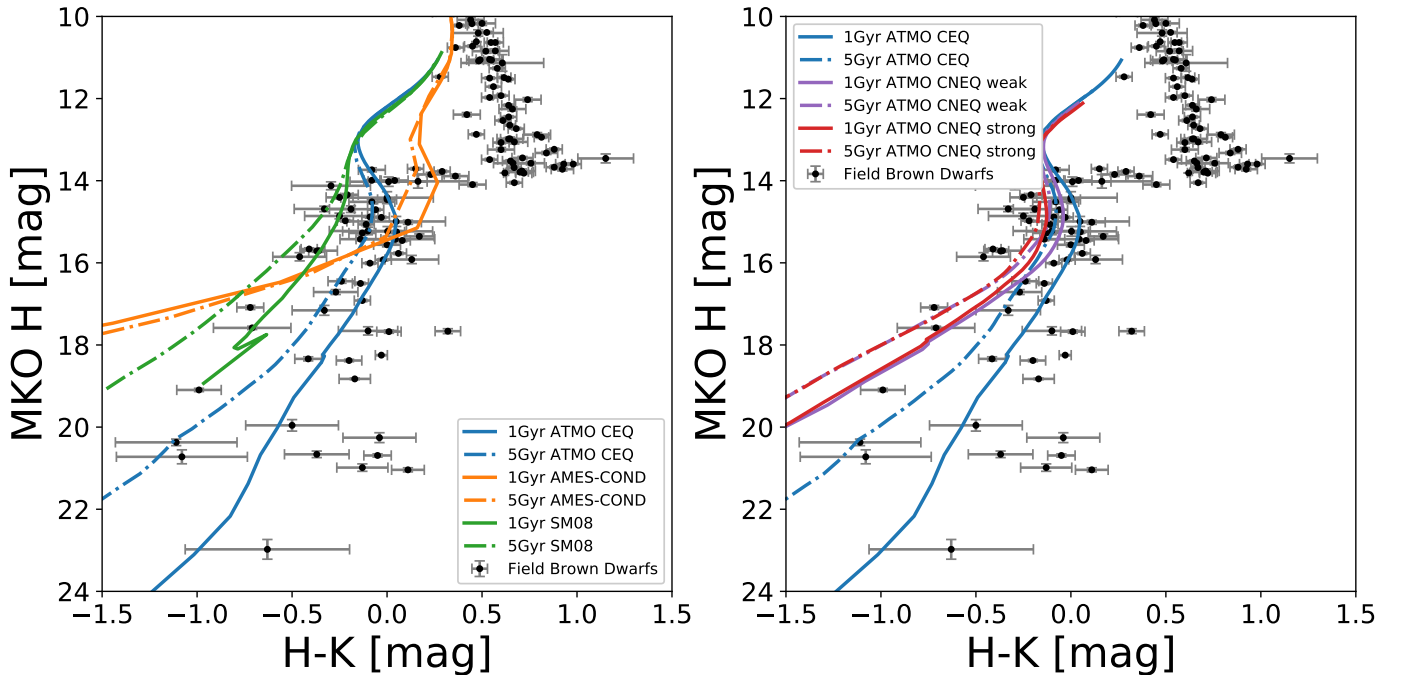 10
12
14
16
18
20
22
24
MKO H [mag]
1Gyr ATMO CEQ
5Gyr ATMO CEQ
1Gyr AMES-COND
5Gyr AMES-COND
1Gyr SM08
5Gyr SM08
Field Brown Dwarfs
−1.5 −1.0 −0.5 0.0 0.5 1.0 1.5
H-K [mag]
10
12
14
16
18
20
22
24
MKO H [mag]
1Gyr ATMO CEQ
5Gyr ATMO CEQ
1Gyr ATMO CNEQ weak
5Gyr ATMO CNEQ weak
1Gyr ATMO CNEQ strong
5Gyr ATMO CNEQ strong
Field Brown Dwarfs
−1.5 −1.0 −0.5 0.0 0.5 1.0 1.5
H-K [mag]